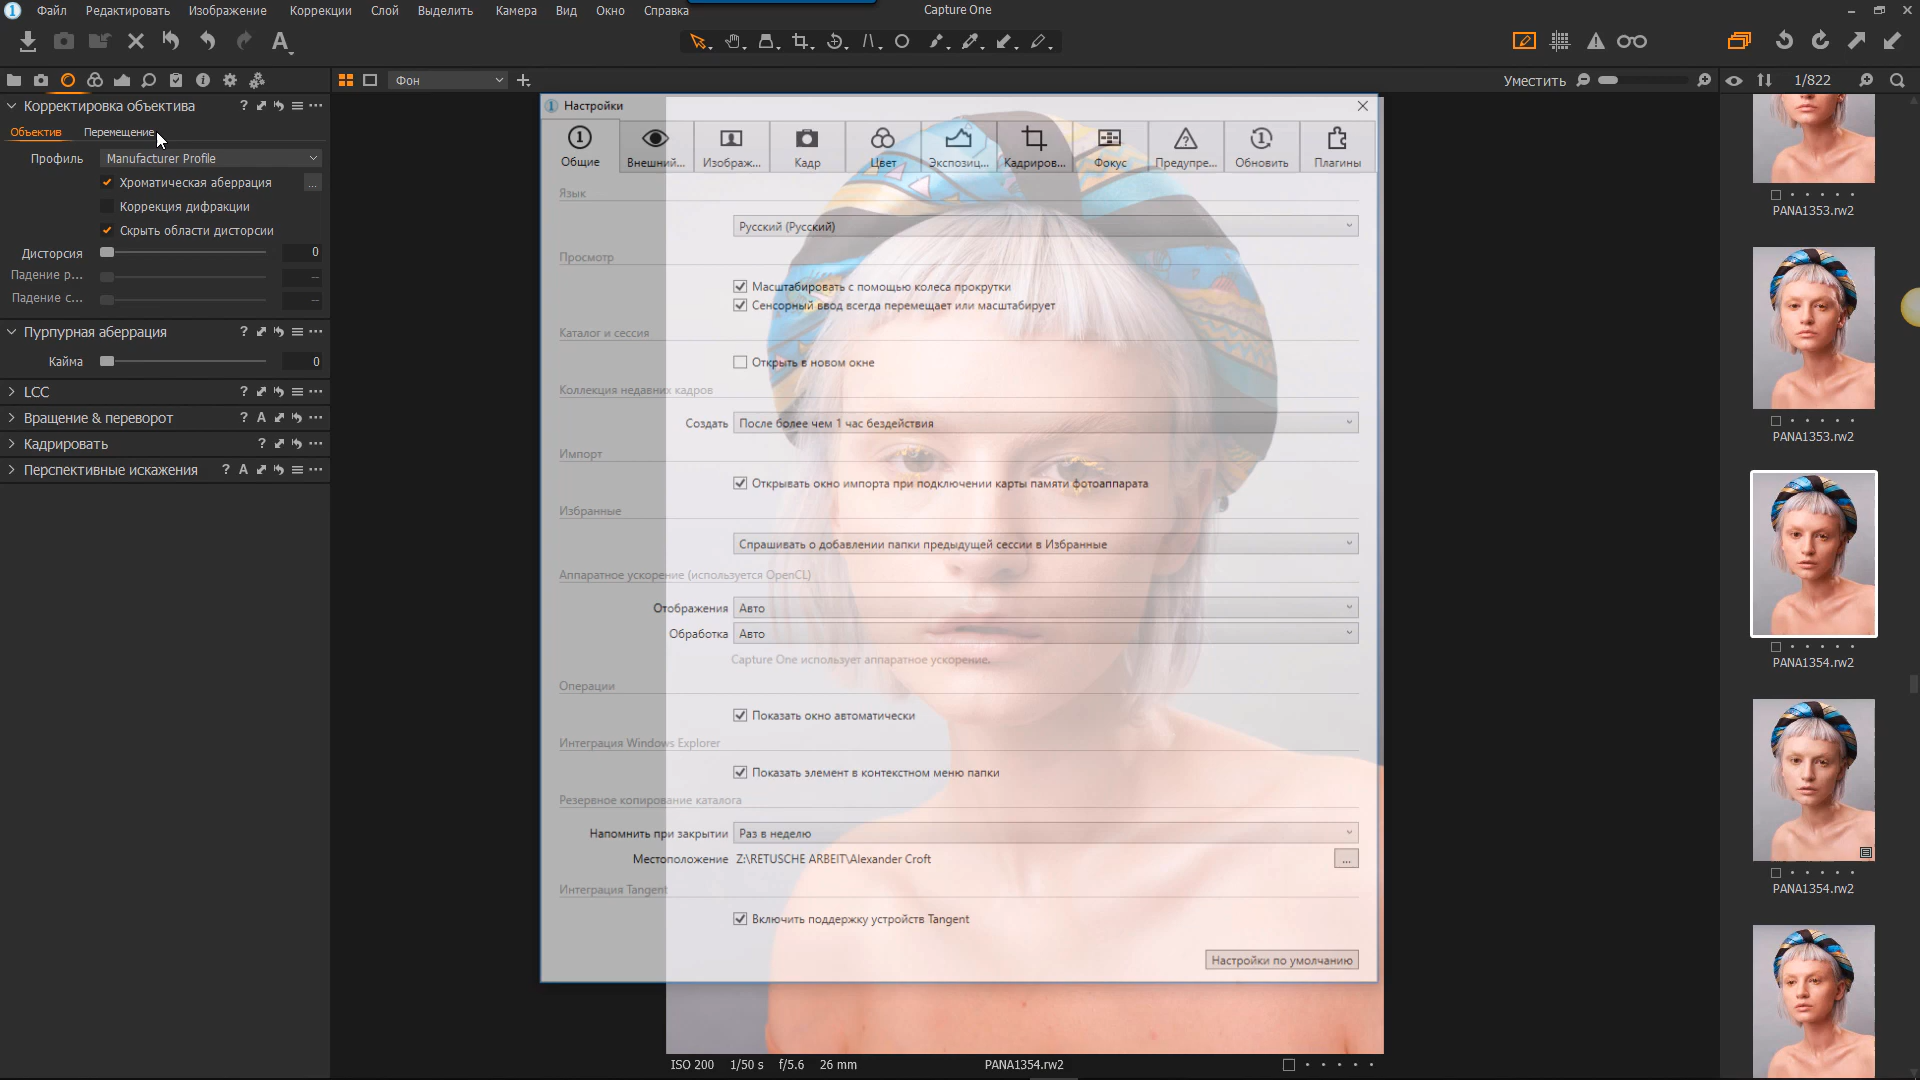 Файл Редактировать Изображение Коррекции Слой Выделить Камера Вид Окно Справка
Capture One
Фон
Уместить
1/822
Корректировка объектива
Объектив Перемещение
Профиль Manufacturer Profile
Хроматическая аберрация ...
Коррекция дифракции
Скрыть области дисторсии
Дисторсия 0
Падение р... --
Падение с... --
Пурпурная аберрация
Кайма 0
LCC
Вращение & переворот
Кадрировать
Перспективные искажения
Настройки
Общие Внешний... Изображ... Кадр Цвет Экспозиц... Кадриров... Фокус Предупре... Обновить Плагины
Язык
Русский (Русский)
Просмотр
Масштабировать с помощью колеса прокрутки
Сенсорный ввод всегда перемещает или масштабирует
Каталог и сессия
Открыть в новом окне
Коллекция недавних кадров
Создать После более чем 1 час бездействия
Импорт
Открывать окно импорта при подключении карты памяти фотоаппарата
Избранные
Спрашивать о добавлении папки предыдущей сессии в Избранные
Аппаратное ускорение (используется OpenCL)
Отображения Авто
Обработка Авто
Capture One использует аппаратное ускорение.
Операции
Показать окно автоматически
Интеграция Windows Explorer
Показать элемент в контекстном меню папки
Резервное копирование каталога
Напомнить при закрытии Раз в неделю
Местоположение Z:\RETUSCHE ARBEIT\Alexander Croft ...
Интеграция Tangent
Включить поддержку устройств Tangent
Настройки по умолчанию
ISO 200 1/50 s f/5.6 26 mm PANA1354.rw2
PANA1353.rw2
PANA1353.rw2
PANA1354.rw2
PANA1354.rw2